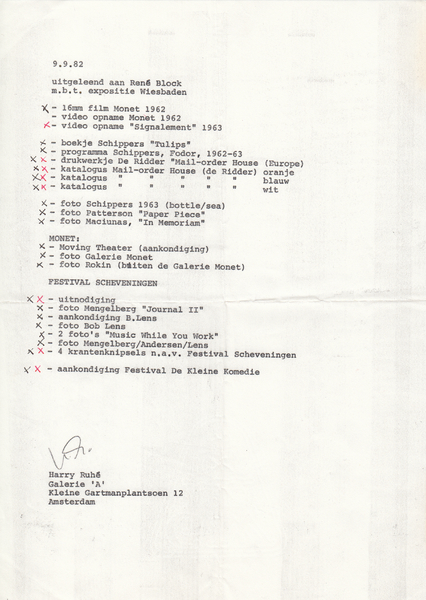 9.9.82
uitgeleend aan René Block
m.b.t. expositie Wiesbaden
x - 16mm film Monet 1962
- video opname Monet 1962
x - video opname "Signalement" 1963
x - boekje Schippers "Tulips"
x - programma Schippers, Fodor, 1962-63
x x - drukwerkje De Ridder "Mail-order House (Europe)
x x - katalogus Mail-order House (de Ridder) oranje
x x - katalogus " " " " " blauw
x x - katalogus " " " " " wit
x - foto Schippers 1963 (bottle/sea)
x - foto Patterson "Paper Piece"
x - foto Maciunas, "In Memoriam"
MONET:
x - Moving Theater (aankondiging)
x - foto Galerie Monet
x - foto Rokin (buiten de Galerie Monet)
FESTIVAL SCHEVENINGEN
x x - uitnodiging
x - foto Mengelberg "Journal II"
x - aankondiging B.Lens
x - foto Bob Lens
x - 2 foto's "Music While You Work"
x - foto Mengelberg/Andersen/Lens
x x - 4 krantenknipsels n.a.v. Festival Scheveningen
x x - aankondiging Festival De Kleine Komedie
Harry Ruhé
Galerie 'A'
Kleine Gartmanplantsoen 12
Amsterdam